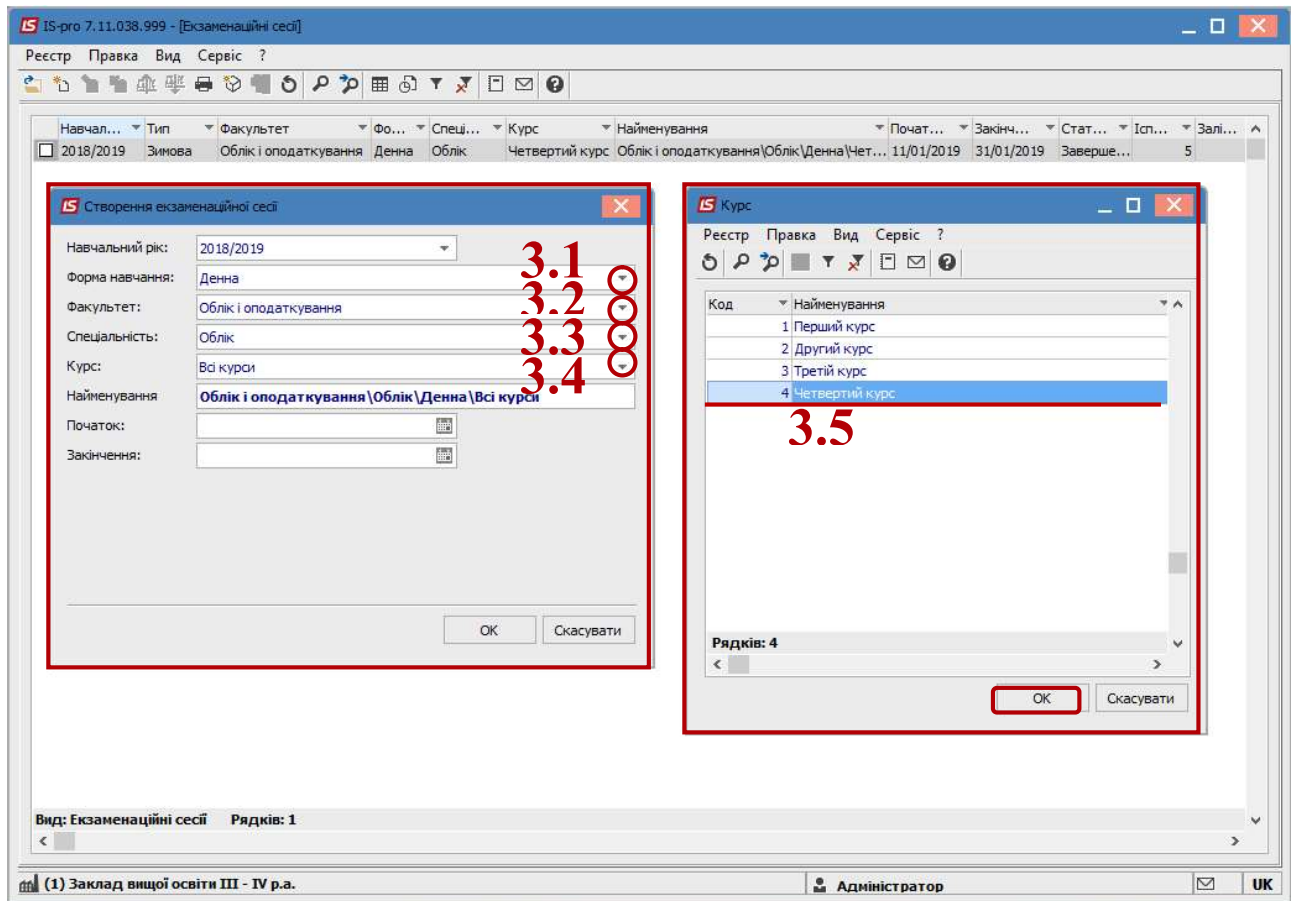 IS-pro 7.11.038.999 - [Екзаменаційні сесії]
Реєстр Правка Вид Сервіс ?
Навчал... Тип Факультет Фо... Спеці... Курс Найменування Почат... Закінч... Стат... Ісп... Залі...
2018/2019 Зимова Облік і оподаткування Денна Облік Четвертий курс Облік і оподаткування\Облік\Денна\Чет... 11/01/2019 31/01/2019 Заверше... 5
Створення екзаменаційної сесії
Навчальний рік: 2018/2019
Форма навчання: Денна 3.1
Факультет: Облік і оподаткування 3.2
Спеціальність: Облік 3.3
Курс: Всі курси 3.4
Найменування Облік і оподаткування\Облік\Денна\Всі курси
Початок:
Закінчення:
ОК Скасувати
Курс
Реєстр Правка Вид Сервіс ?
Код Найменування
1 Перший курс
2 Другий курс
3 Третій курс
4 Четвертий курс
3.5
Рядків: 4
ОК Скасувати
Вид: Екзаменаційні сесії Рядків: 1
(1) Заклад вищої освіти III - IV р.а. Адміністратор UK